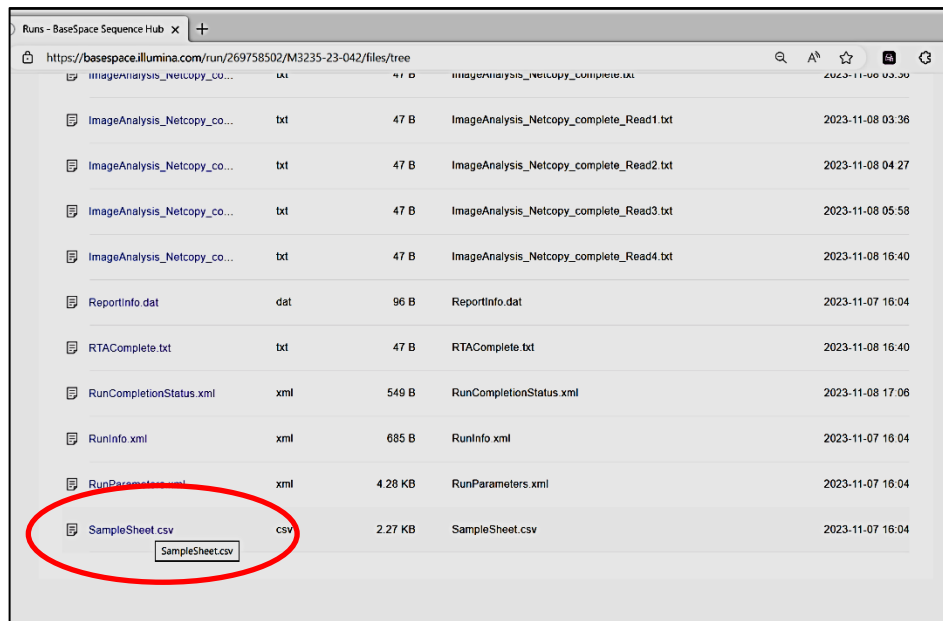 Runs - BaseSpace Sequence Hub
https://basespace.illumina.com/run/269758502/M3235-23-042/files/tree
ImageAnalysis_Netcopy_co... txt 47 B ImageAnalysis_Netcopy_complete.txt 2023-11-08 03:36
ImageAnalysis_Netcopy_co... txt 47 B ImageAnalysis_Netcopy_complete_Read1.txt 2023-11-08 03:36
ImageAnalysis_Netcopy_co... txt 47 B ImageAnalysis_Netcopy_complete_Read2.txt 2023-11-08 04:27
ImageAnalysis_Netcopy_co... txt 47 B ImageAnalysis_Netcopy_complete_Read3.txt 2023-11-08 05:58
ImageAnalysis_Netcopy_co... txt 47 B ImageAnalysis_Netcopy_complete_Read4.txt 2023-11-08 16:40
ReportInfo.dat dat 96 B ReportInfo.dat 2023-11-07 16:04
RTAComplete.txt txt 47 B RTAComplete.txt 2023-11-08 16:40
RunCompletionStatus.xml xml 549 B RunCompletionStatus.xml 2023-11-08 17:06
RunInfo.xml xml 685 B RunInfo.xml 2023-11-07 16:04
RunParameters.xml xml 4.28 KB RunParameters.xml 2023-11-07 16:04
SampleSheet.csv csv 2.27 KB SampleSheet.csv 2023-11-07 16:04
SampleSheet.csv